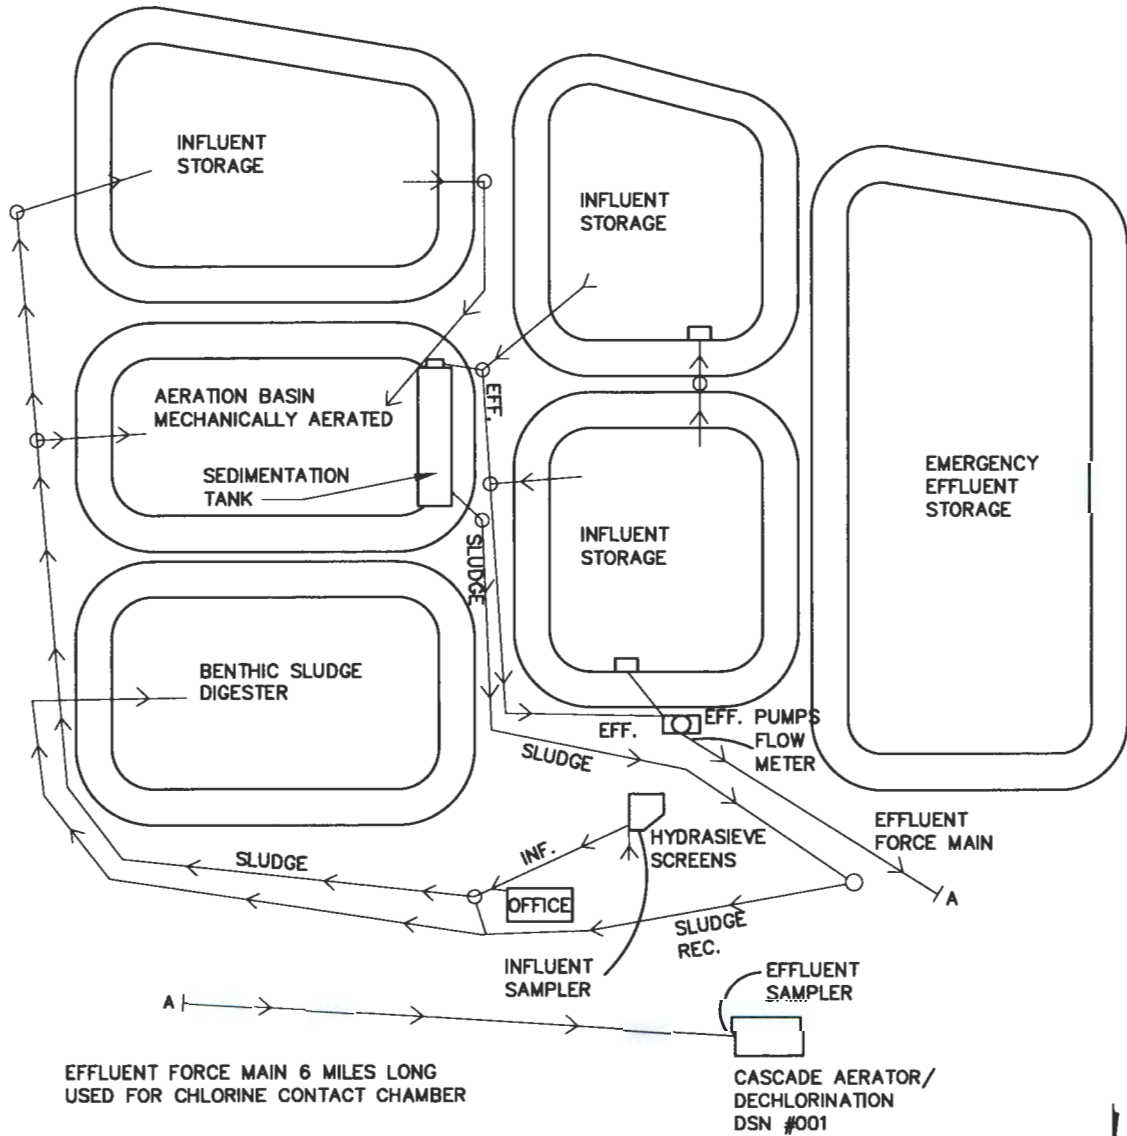 INFLUENT
STORAGE
INFLUENT
STORAGE
AERATION BASIN
MECHANICALLY AERATED
EFF.
SEDIMENTATION
TANK
EMERGENCY
EFFLUENT
STORAGE
INFLUENT
STORAGE
SLUDGE
BENTHIC SLUDGE
DIGESTER
EFF.
EFF. PUMPS
FLOW
METER
SLUDGE
EFFLUENT
FORCE MAIN
HYDRASIEVE
SCREENS
INF.
SLUDGE
OFFICE
A
SLUDGE
REC.
INFLUENT
SAMPLER
EFFLUENT
SAMPLER
A
EFFLUENT FORCE MAIN 6 MILES LONG
USED FOR CHLORINE CONTACT CHAMBER
CASCADE AERATOR/
DECHLORINATION
DSN #001